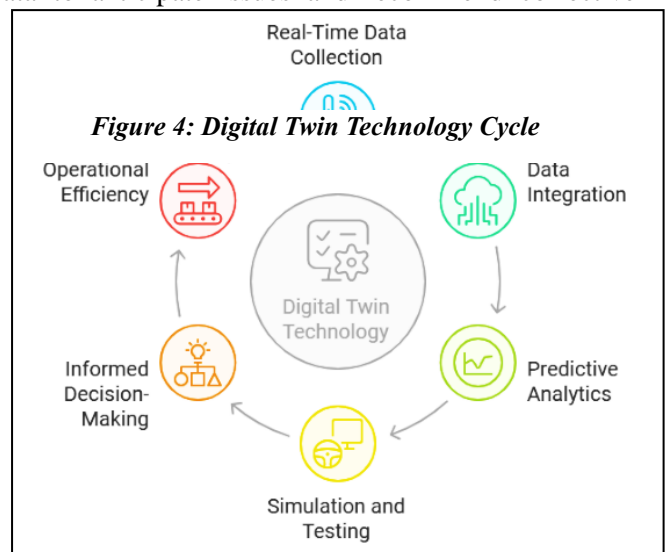 Real-Time Data
Collection
Figure 4: Digital Twin Technology Cycle
Operational
Efficiency
Data
Integration
Digital Twin
Technology
Informed
Decision-
Making
Predictive
Analytics
Simulation and
Testing